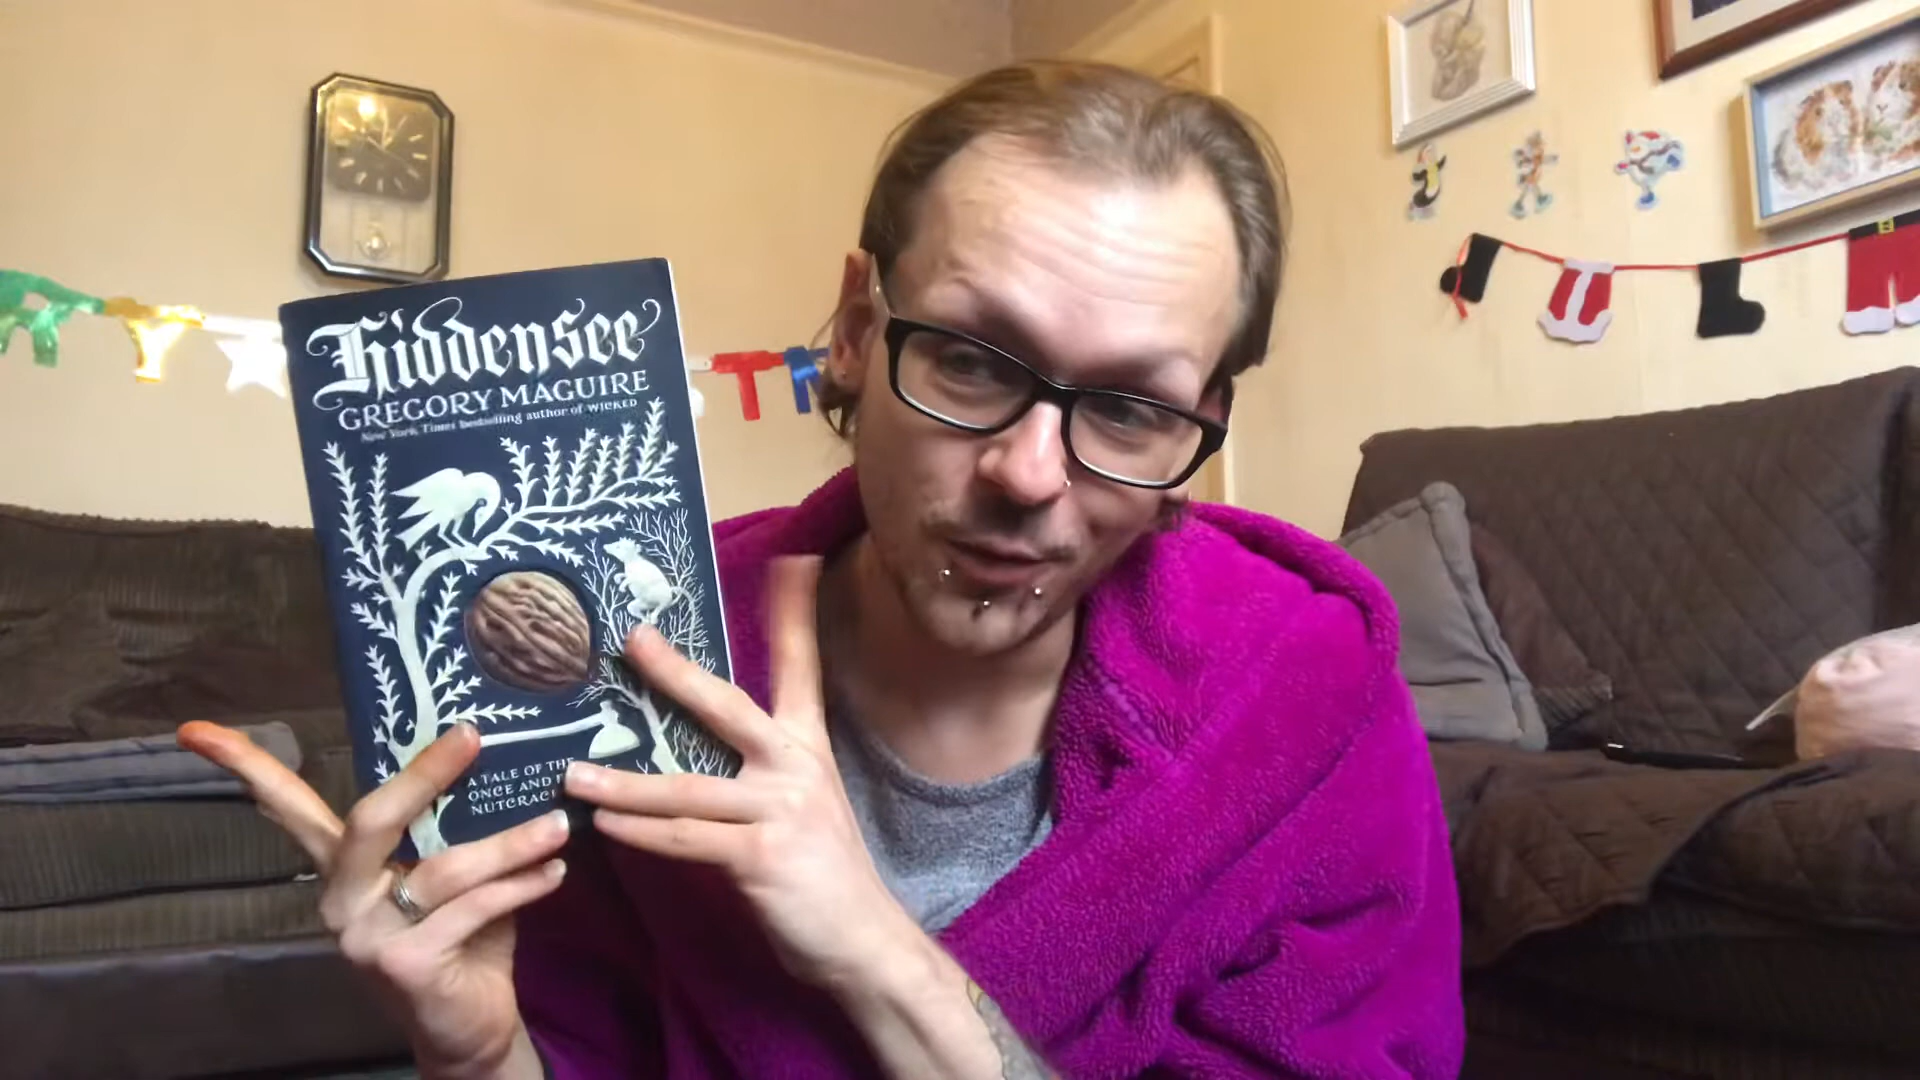 Hiddensee
GREGORY MAGUIRE
New York Times bestselling author of WICKED
A TALE OF THE
ONCE AND
NUTCRAC